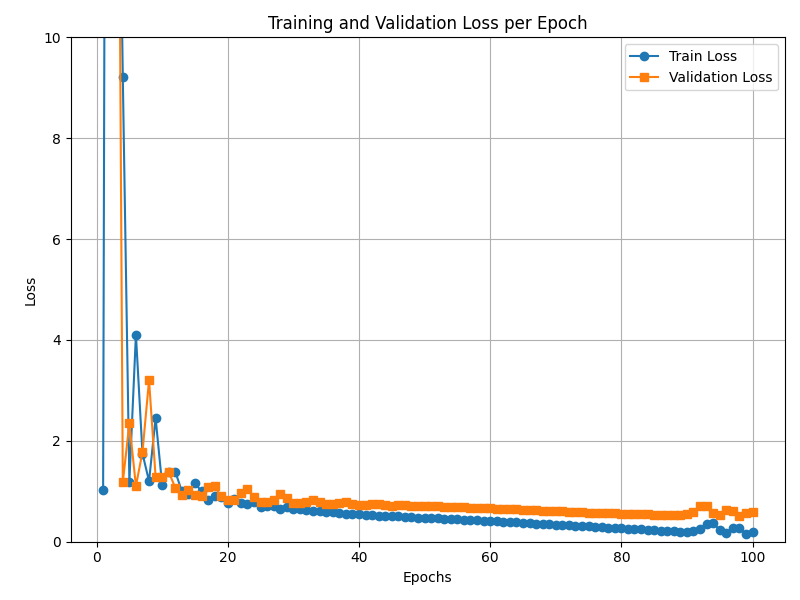 Training and Validation Loss per Epoch
Train Loss
Validation Loss
Loss
10
8
6
4
2
0
0 20 40 60 80 100
Epochs